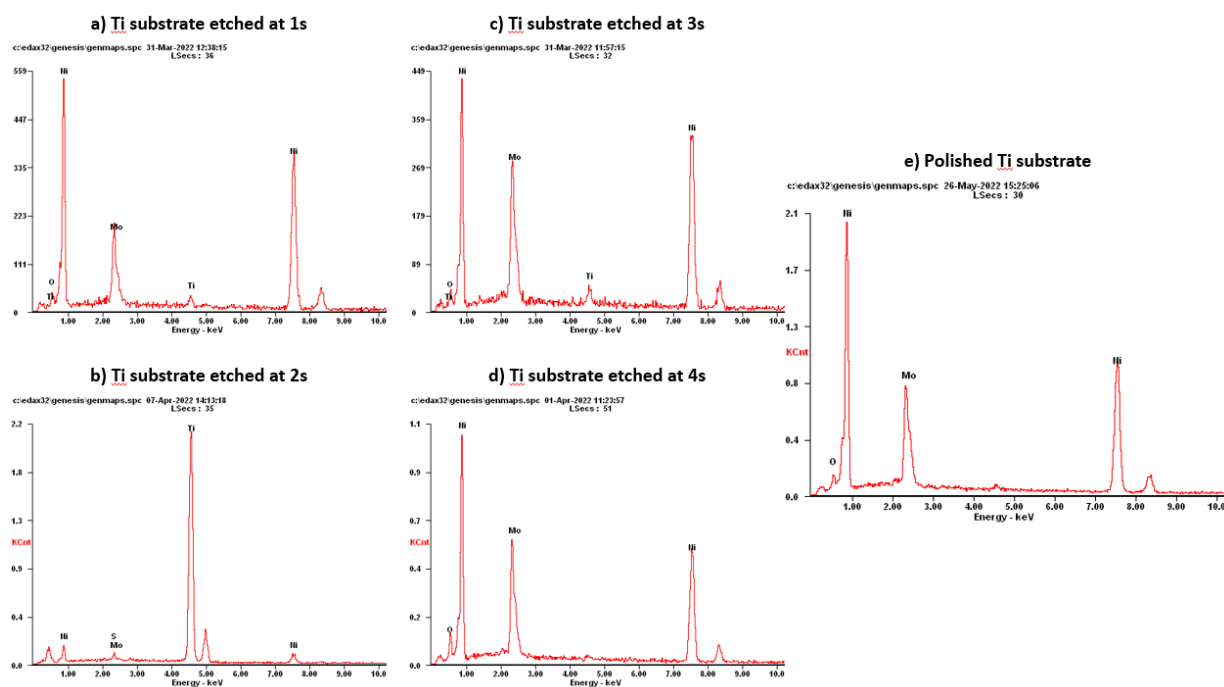 a) Ti substrate etched at 1s
c:\edax32\genesis\genmaps.spc 31-Mar-2022 12:38:15
LSecs : 36
559
447
335
223
111
0
Ni
Mo
O
Ti
Ti
Ni
1.00 2.00 3.00 4.00 5.00 6.00 7.00 8.00 9.00 10.0
Energy - keV
b) Ti substrate etched at 2s
c:\edax32\genesis\genmaps.spc 07-Apr-2022 14:13:18
LSecs : 35
2.2
1.8
1.3
0.9
0.4
0.0
KCnt
Ti
Ni
S
Mo
Ni
1.00 2.00 3.00 4.00 5.00 6.00 7.00 8.00 9.00 10.0
Energy - keV
c) Ti substrate etched at 3s
c:\edax32\genesis\genmaps.spc 31-Mar-2022 11:57:15
LSecs : 32
449
359
269
179
89
0
Ni
Mo
O
Ti
Ti
Ni
1.00 2.00 3.00 4.00 5.00 6.00 7.00 8.00 9.00 10.0
Energy - keV
d) Ti substrate etched at 4s
c:\edax32\genesis\genmaps.spc 01-Apr-2022 11:23:57
LSecs : 51
1.1
0.9
0.7
0.4
0.2
0.0
KCnt
Ni
Mo
O
Ni
1.00 2.00 3.00 4.00 5.00 6.00 7.00 8.00 9.00 10.0
Energy - keV
e) Polished Ti substrate
c:\edax32\genesis\genmaps.spc 26-May-2022 15:25:06
LSecs : 30
2.1
1.7
1.3
0.8
0.4
0.0
KCnt
Ni
Mo
O
Ni
1.00 2.00 3.00 4.00 5.00 6.00 7.00 8.00 9.00 10.0
Energy - keV